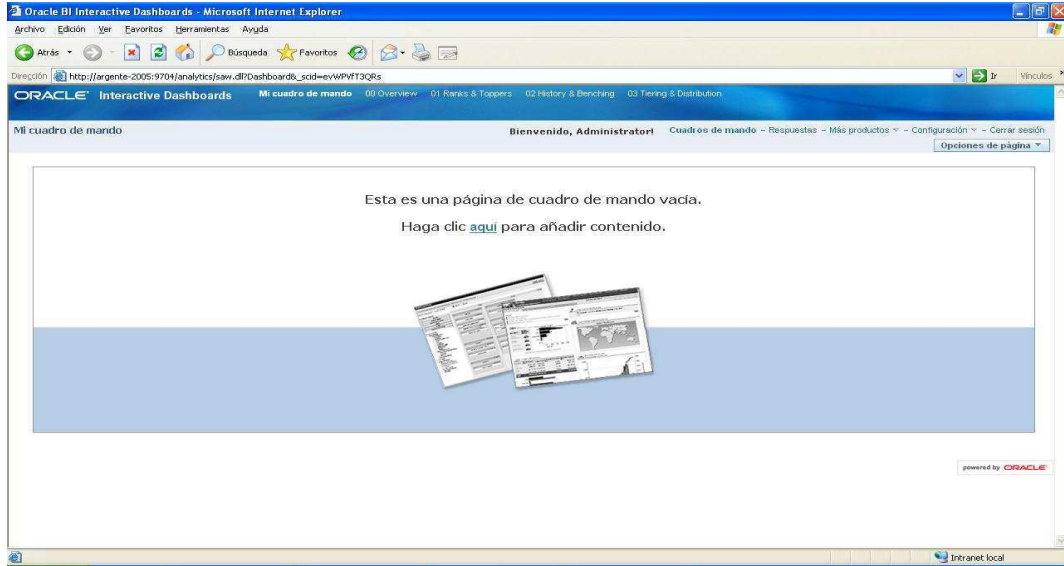 Oracle BI Interactive Dashboards - Microsoft Internet Explorer
Archivo Edición Ver Favoritos Herramientas Ayuda
Atrás Búsqueda Favoritos
Dirección http://argente-2005:9704/analytics/saw.dll?Dashboard&_scid=evWPVfT3QRs Ir Vínculos »
ORACLE Interactive Dashboards Mi cuadro de mando 00 Overview 01 Ranks & Toppers 02 History & Benching 03 Tiering & Distribution
Mi cuadro de mando Bienvenido, Administrator! Cuadros de mando - Respuestas - Más productos - Configuración - Cerrar sesión
Opciones de página
Esta es una página de cuadro de mando vacía.
Haga clic aquí para añadir contenido.
powered by ORACLE
Intranet local